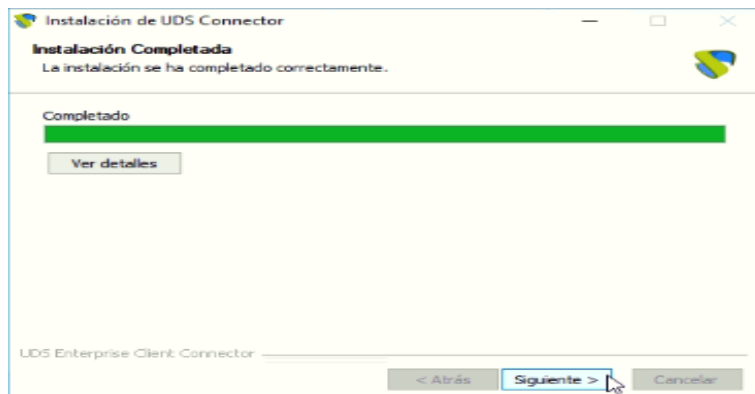 Instalación de UDS Connector
Instalación Completada
La instalación se ha completado correctamente.
Completado
Ver detalles
UDS Enterprise Client Connector
< Atrás
Siguiente >
Cancelar